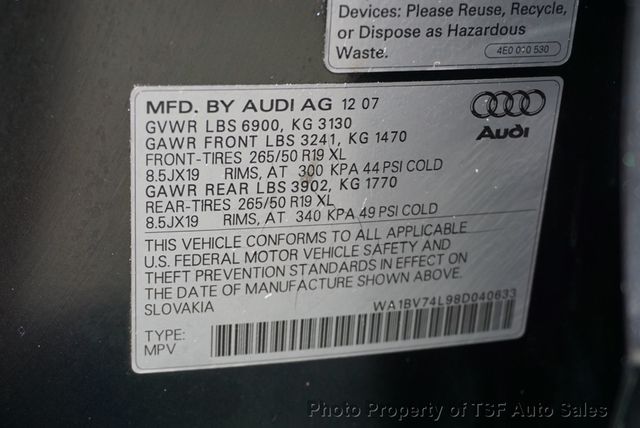 Devices: Please Reuse, Recycle,
or Dispose as Hazardous
Waste.
4E0 010 530
MFD. BY AUDI AG 12 07
GVWR LBS 6900, KG 3130
GAWR FRONT LBS 3241, KG 1470
FRONT-TIRES 265/50 R19 XL
8.5JX19 RIMS, AT 300 KPA 44 PSI COLD
GAWR REAR LBS 3902, KG 1770
REAR-TIRES 265/50 R19 XL
8.5JX19 RIMS, AT 340 KPA 49 PSI COLD
Audi
THIS VEHICLE CONFORMS TO ALL APPLICABLE
U.S. FEDERAL MOTOR VEHICLE SAFETY AND
THEFT PREVENTION STANDARDS IN EFFECT ON
THE DATE OF MANUFACTURE SHOWN ABOVE.
SLOVAKIA
WA1BV74L98D040633
TYPE:
MPV
Photo Property of TSF Auto Sales